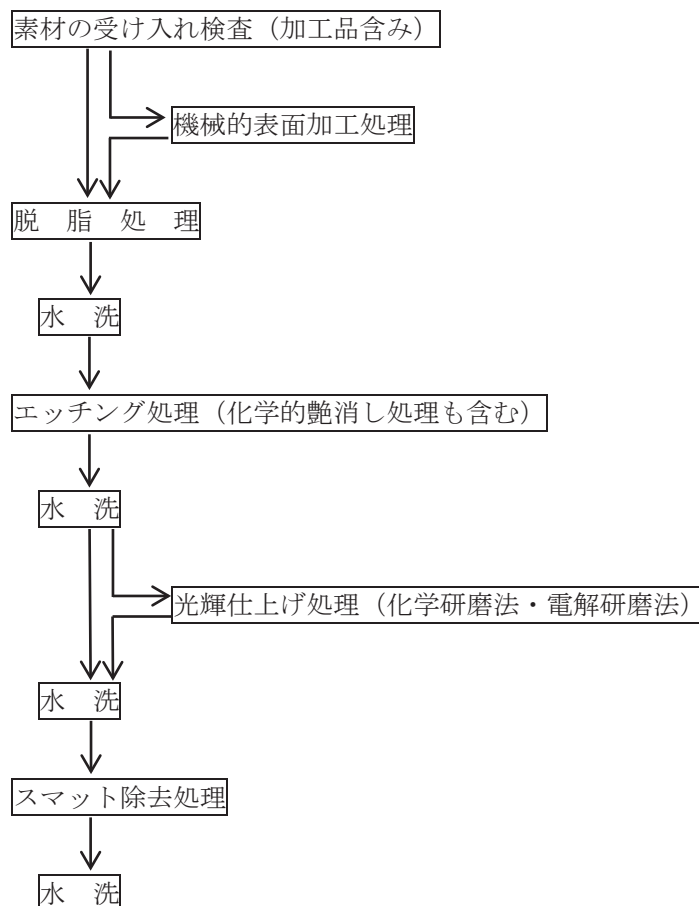 素材の受け入れ検査（加工品含み）
機械的表面加工処理
脱　脂　処　理
水　洗
エッチング処理（化学的艶消し処理も含む）
水　洗
光輝仕上げ処理（化学研磨法・電解研磨法）
水　洗
スマット除去処理
水　洗